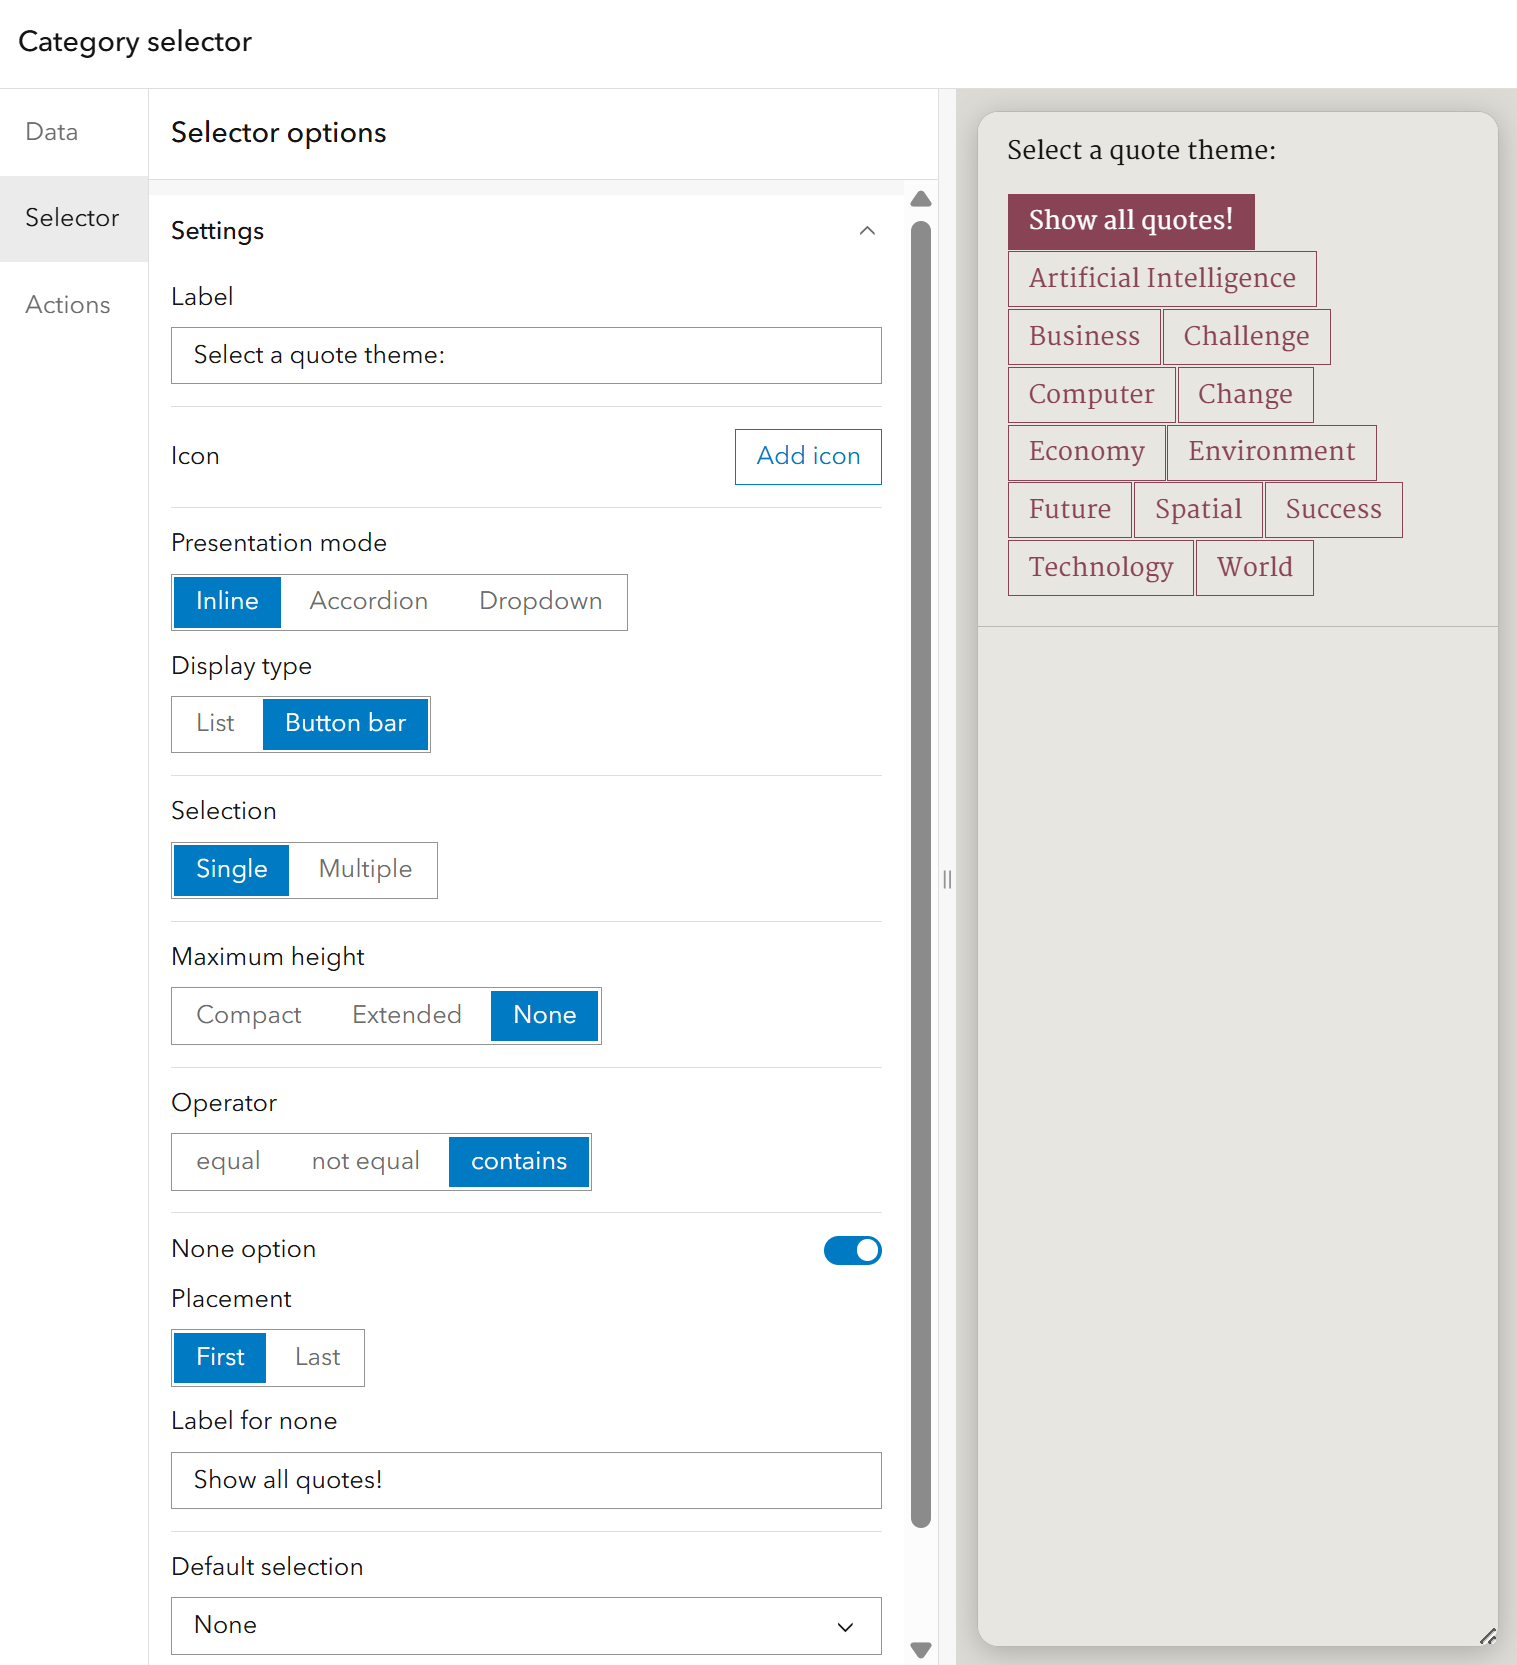 Category selector
Data
Selector
Actions
Selector options
Settings
Label
Select a quote theme:
Icon
Add icon
Presentation mode
Inline Accordion Dropdown
Display type
List Button bar
Selection
Single Multiple
Maximum height
Compact Extended None
Operator
equal not equal contains
None option
Placement
First Last
Label for none
Show all quotes!
Default selection
None
Select a quote theme:
Show all quotes!
Artificial Intelligence
Business Challenge
Computer Change
Economy Environment
Future Spatial Success
Technology World